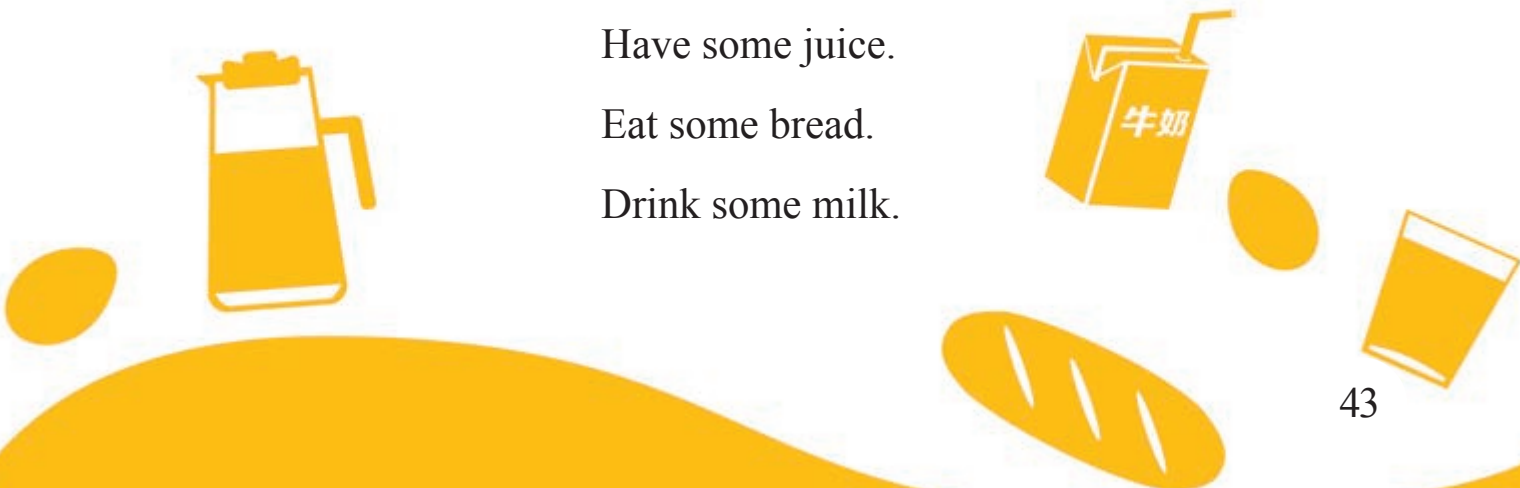 Have some juice.
Eat some bread.
Drink some milk.
牛奶
43